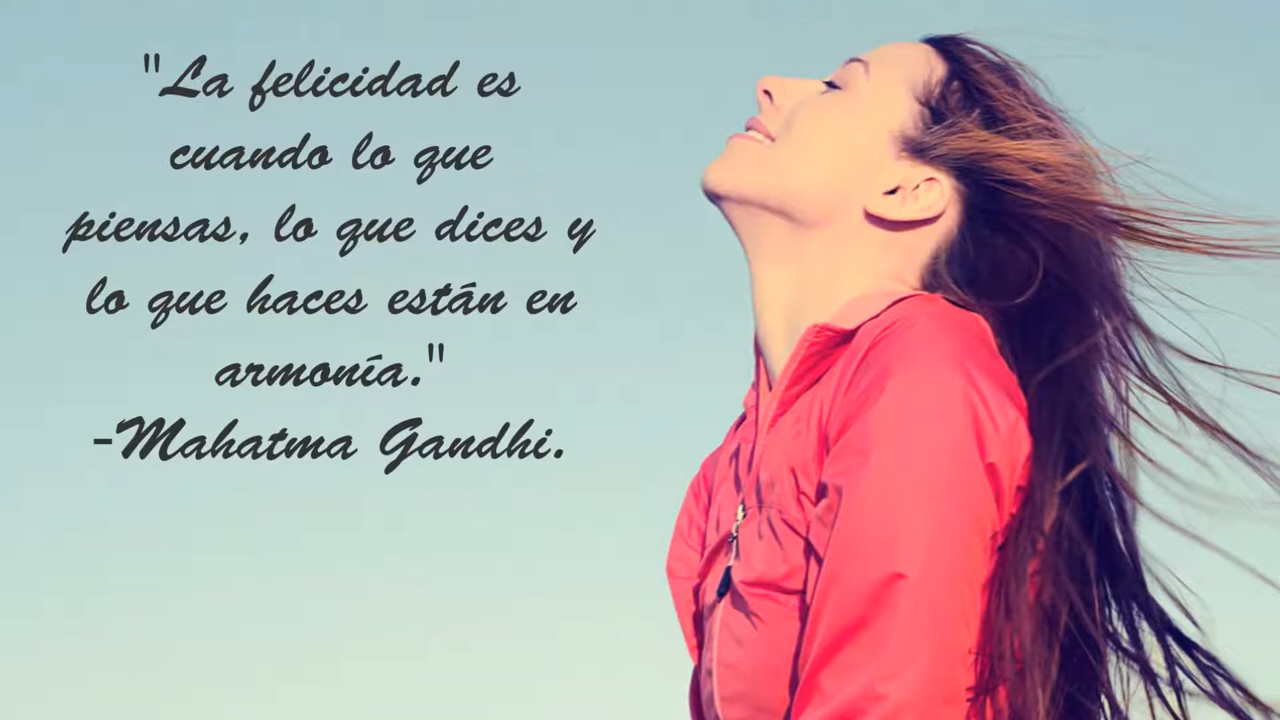 "La felicidad es
cuando lo que
piensas, lo que dices y
lo que haces están en
armonía."
-Mahatma Gandhi.